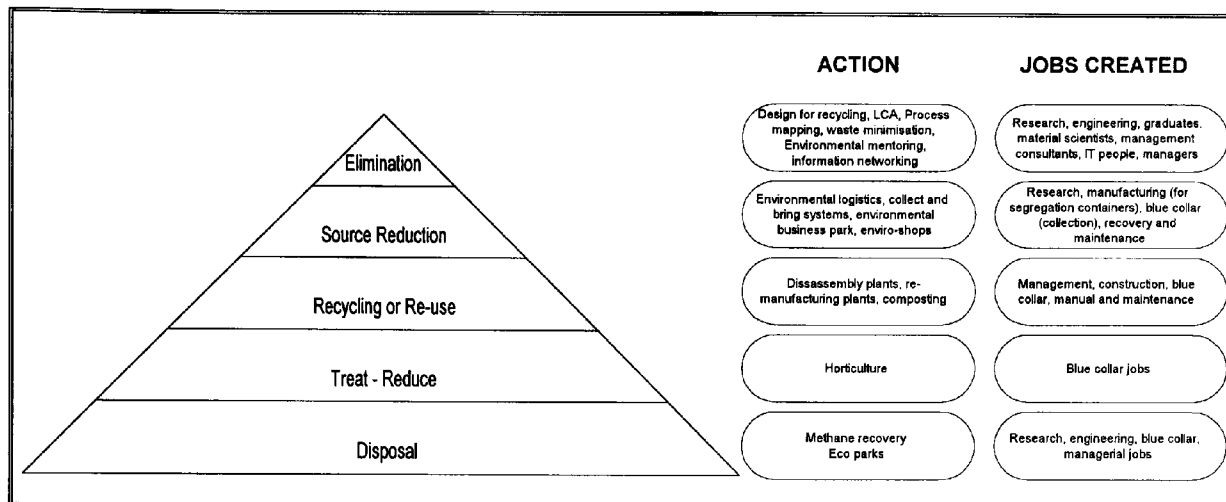 ACTION
JOBS CREATED
Elimination
Design for recycling, LCA, Process
mapping, waste minimisation,
Environmental mentoring,
information networking
Research, engineering, graduates,
material scientists, management
consultants, IT people, managers
Source Reduction
Environmental logistics, collect and
bring systems, environmental
business park, enviro-shops
Research, manufacturing (for
segregation containers), blue collar
(collection), recovery and
maintenance
Recycling or Re-use
Dissassembly plants, re-
manufacturing plants, composting
Management, construction, blue
collar, manual and maintenance
Treat - Reduce
Horticulture
Blue collar jobs
Disposal
Methane recovery
Eco parks
Research, engineering, blue collar,
managerial jobs